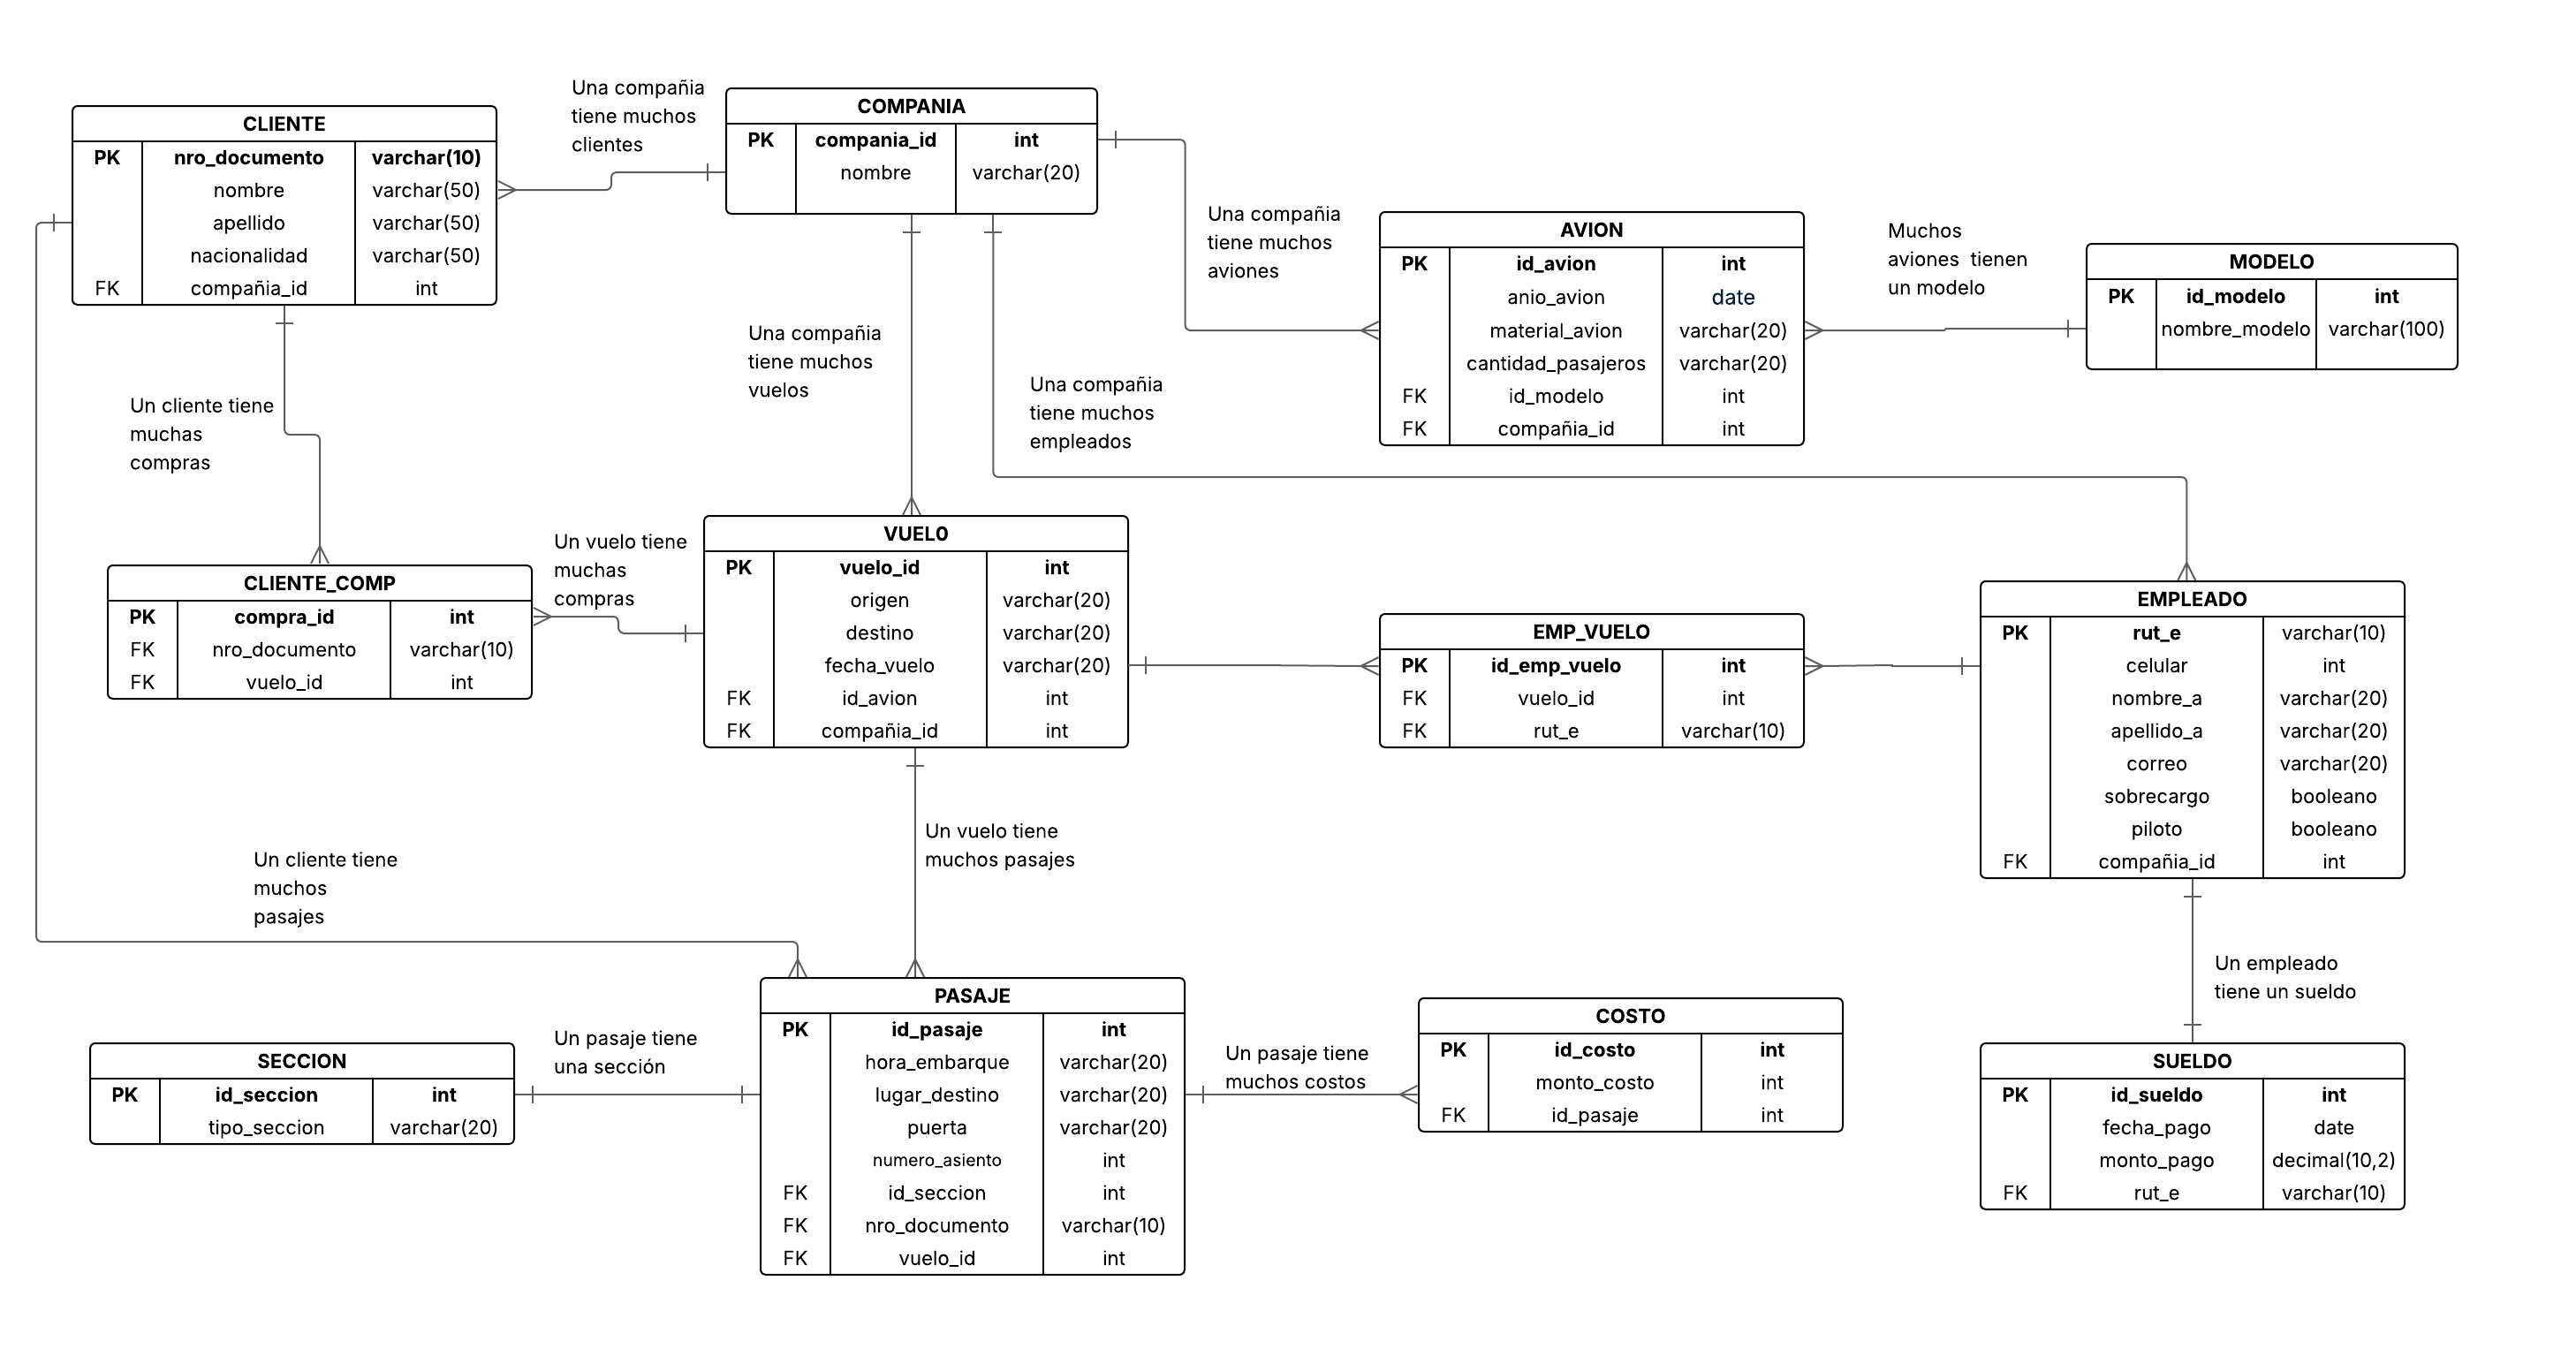 Una compañia
tiene muchos
clientes
CLIENTE
PK nro_documento varchar(10)
nombre varchar(50)
apellido varchar(50)
nacionalidad varchar(50)
FK compañia_id int
COMPANIA
PK compania_id int
nombre varchar(20)
Una compañia
tiene muchos
aviones
AVION
PK id_avion int
anio_avion date
material_avion varchar(20)
cantidad_pasajeros varchar(20)
FK id_modelo int
FK compañia_id int
Muchos
aviones tienen
un modelo
MODELO
PK id_modelo int
nombre_modelo varchar(100)
Una compañia
tiene muchos
vuelos
Una compañia
tiene muchos
empleados
Un cliente tiene
muchas
compras
CLIENTE_COMP
PK compra_id int
FK nro_documento varchar(10)
FK vuelo_id int
Un vuelo tiene
muchas
compras
VUEL0
PK vuelo_id int
origen varchar(20)
destino varchar(20)
fecha_vuelo varchar(20)
FK id_avion int
FK compañia_id int
EMP_VUELO
PK id_emp_vuelo int
FK vuelo_id int
FK rut_e varchar(10)
EMPLEADO
PK rut_e varchar(10)
celular int
nombre_a varchar(20)
apellido_a varchar(20)
correo varchar(20)
sobrecargo booleano
piloto booleano
FK compañia_id int
Un cliente tiene
muchos
pasajes
Un vuelo tiene
muchos pasajes
Un empleado
tiene un sueldo
SECCION
PK id_seccion int
tipo_seccion varchar(20)
Un pasaje tiene
una sección
PASAJE
PK id_pasaje int
hora_embarque varchar(20)
lugar_destino varchar(20)
puerta varchar(20)
numero_asiento int
FK id_seccion int
FK nro_documento varchar(10)
FK vuelo_id int
Un pasaje tiene
muchos costos
COSTO
PK id_costo int
monto_costo int
FK id_pasaje int
SUELDO
PK id_sueldo int
fecha_pago date
monto_pago decimal(10,2)
FK rut_e varchar(10)